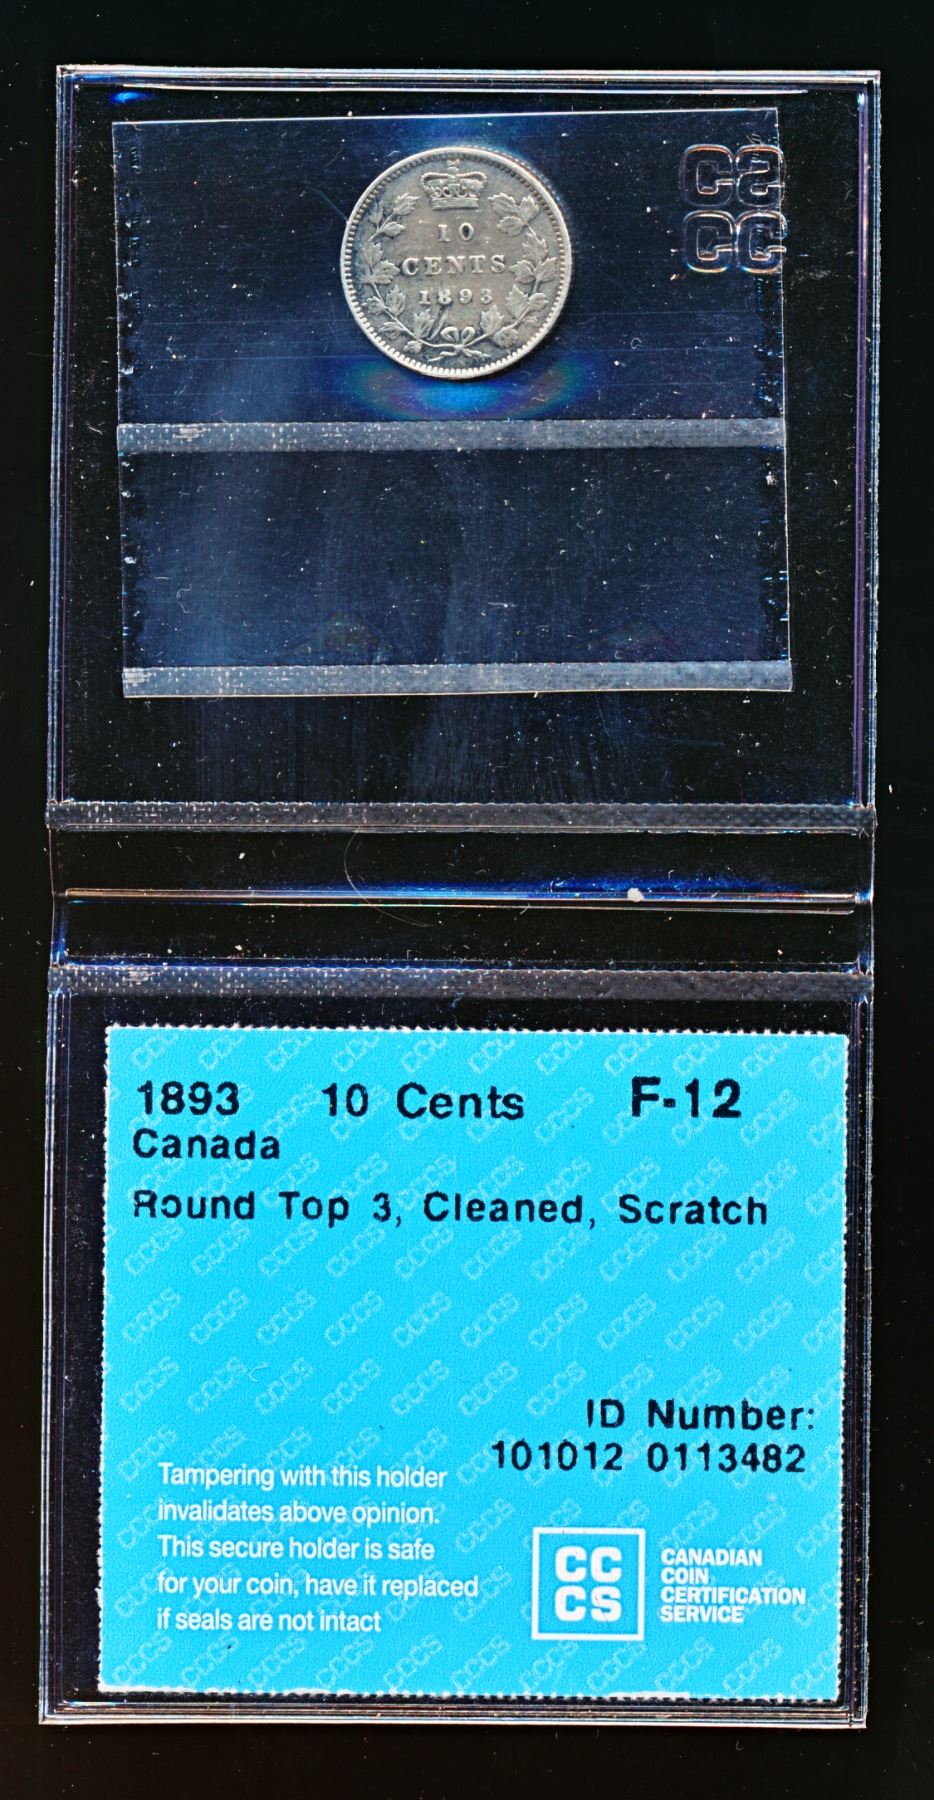 CS
CC
10
CENTS
1893
1893 10 Cents F-12
Canada
Round Top 3, Cleaned, Scratch
ID Number:
101012 0113482
Tampering with this holder
invalidates above opinion.
This secure holder is safe
for your coin, have it replaced
if seals are not intact
CC
CS
CANADIAN
COIN
CERTIFICATION
SERVICE